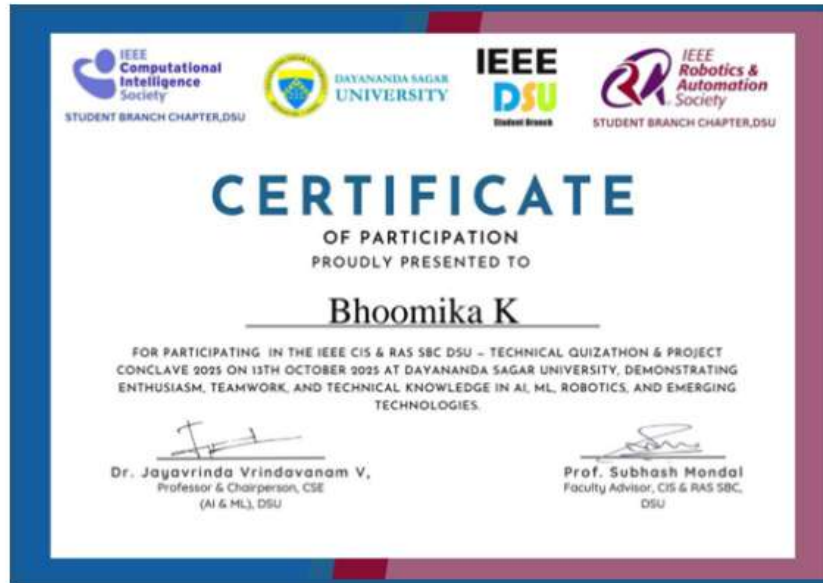 IEEE
Computational
Intelligence
Society
STUDENT BRANCH CHAPTER,DSU
DAYANANDA SAGAR
UNIVERSITY
IEEE
DSU
Student Branch
IEEE
Robotics &
Automation
Society
STUDENT BRANCH CHAPTER,DSU
CERTIFICATE
OF PARTICIPATION
PROUDLY PRESENTED TO
Bhoomika K
FOR PARTICIPATING IN THE IEEE CIS & RAS SBC DSU – TECHNICAL QUIZATHON & PROJECT
CONCLAVE 2025 ON 13TH OCTOBER 2025 AT DAYANANDA SAGAR UNIVERSITY, DEMONSTRATING
ENTHUSIASM, TEAMWORK, AND TECHNICAL KNOWLEDGE IN AI, ML, ROBOTICS, AND EMERGING
TECHNOLOGIES.
Dr. Jayavrinda Vrindavanam V,
Professor & Chairperson, CSE
(AI & ML), DSU
Prof. Subhash Mondal
Faculty Advisor, CIS & RAS SBC,
DSU